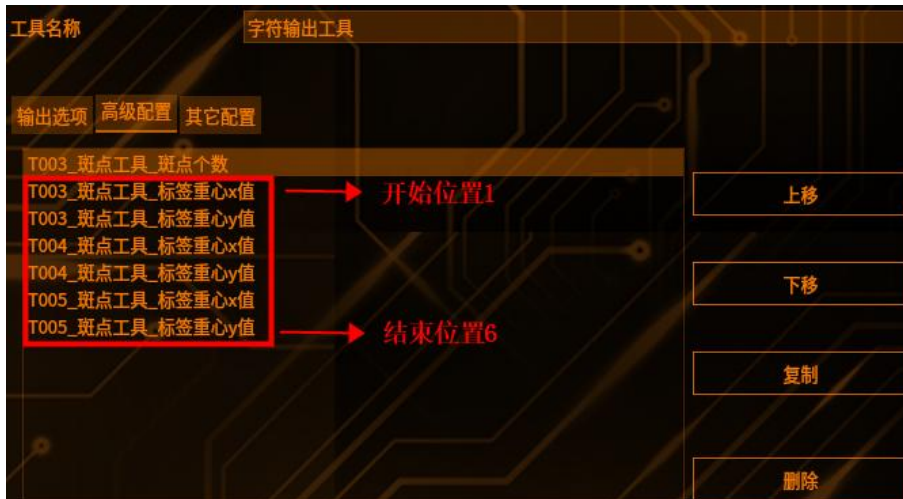 工具名称 字符输出工具
输出选项 高级配置 其它配置
T003_斑点工具_斑点个数
T003_斑点工具_标签重心x值 开始位置1
T003_斑点工具_标签重心y值
T004_斑点工具_标签重心x值
T004_斑点工具_标签重心y值
T005_斑点工具_标签重心x值
T005_斑点工具_标签重心y值 结束位置6
上移
下移
复制
删除